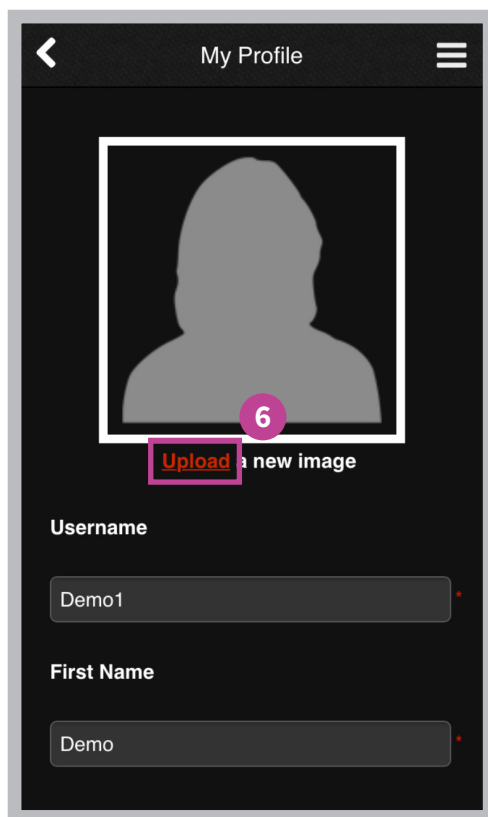 My Profile
6
Upload a new image
Username
Demo1 *
First Name
Demo *